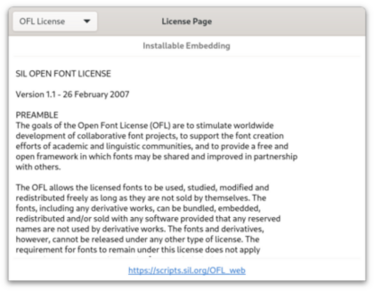 OFL License
License Page
Installable Embedding
SIL OPEN FONT LICENSE
Version 1.1 - 26 February 2007
PREAMBLE
The goals of the Open Font License (OFL) are to stimulate worldwide
development of collaborative font projects, to support the font creation
efforts of academic and linguistic communities, and to provide a free and
open framework in which fonts may be shared and improved in partnership
with others.
The OFL allows the licensed fonts to be used, studied, modified and
redistributed freely as long as they are not sold by themselves. The
fonts, including any derivative works, can be bundled, embedded,
redistributed and/or sold with any software provided that any reserved
names are not used by derivative works. The fonts and derivatives,
however, cannot be released under any other type of license. The
requirement for fonts to remain under this license does not apply
https://scripts.sil.org/OFL_web